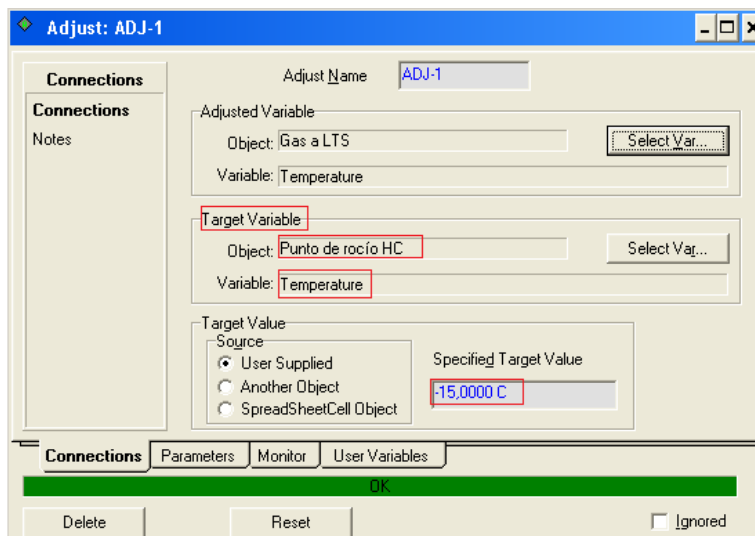 Adjust: ADJ-1
Connections
Connections
Notes
Adjust Name ADJ-1
Adjusted Variable
Object: Gas a LTS Select Var...
Variable: Temperature
Target Variable
Object: Punto de rocío HC Select Var...
Variable: Temperature
Target Value
Source
User Supplied
Another Object
SpreadSheetCell Object
Specified Target Value
-15,0000 C
Connections Parameters Monitor User Variables
OK
Delete Reset Ignored